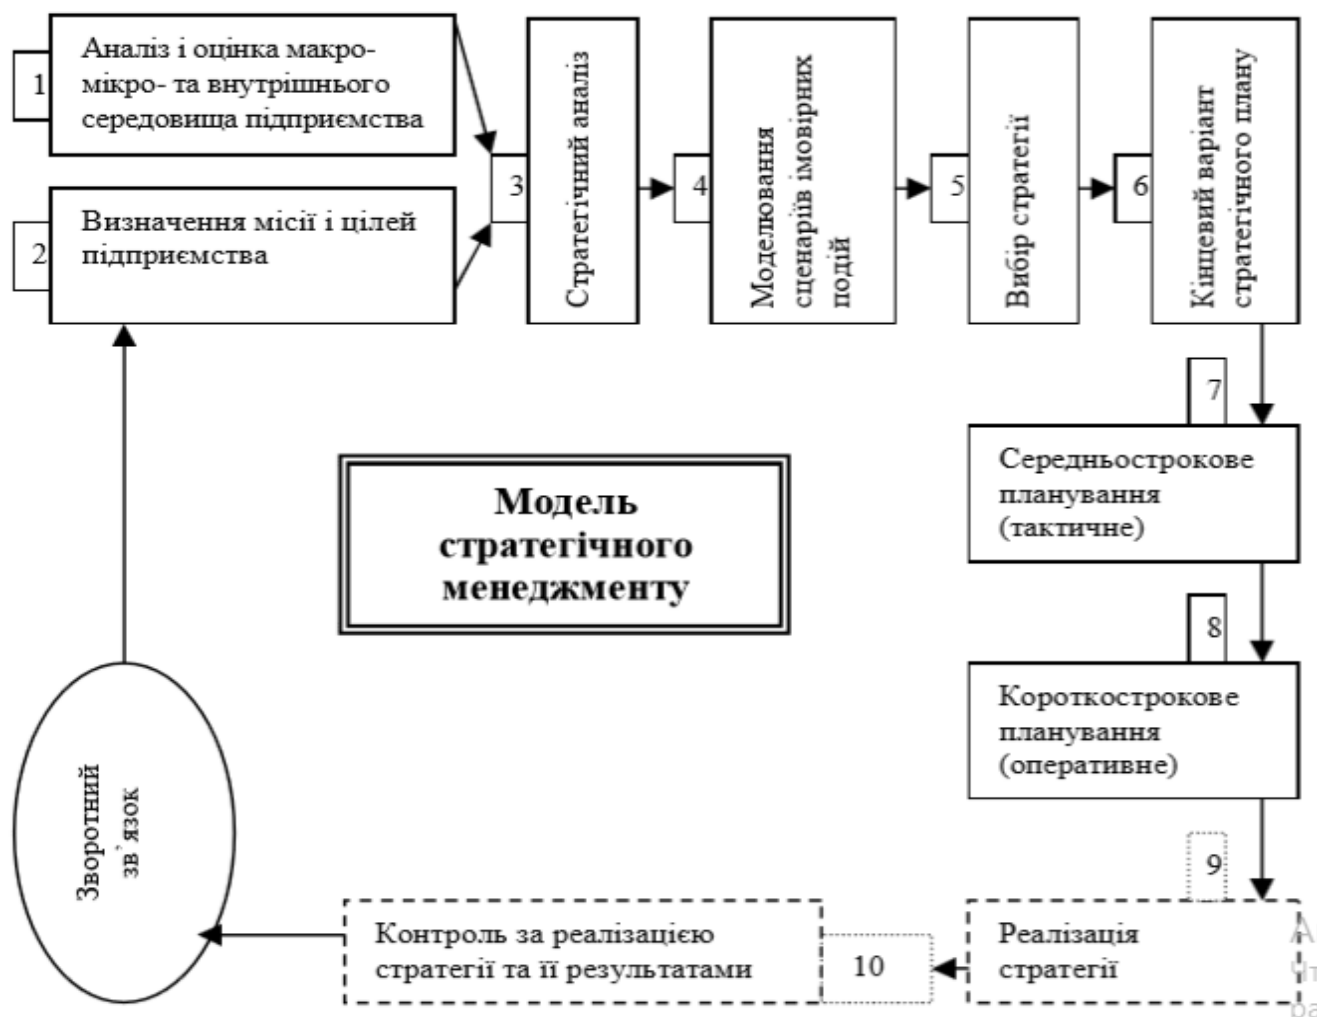 1
Аналіз і оцінка макро-
мікро- та внутрішнього
середовища підприємства
2
Визначення місії і цілей
підприємства
3
Стратегічний аналіз
4
Моделювання
сценаріїв імовірних
подій
5
Вибір стратегії
6
Кінцевий варіант
стратегічного плану
7
Середньострокове
планування
(тактичне)
8
Короткострокове
планування
(оперативне)
9
Реалізація
стратегії
10
Контроль за реалізацією
стратегії та її результатами
Зворотний
зв`язок
Модель
стратегічного
менеджменту